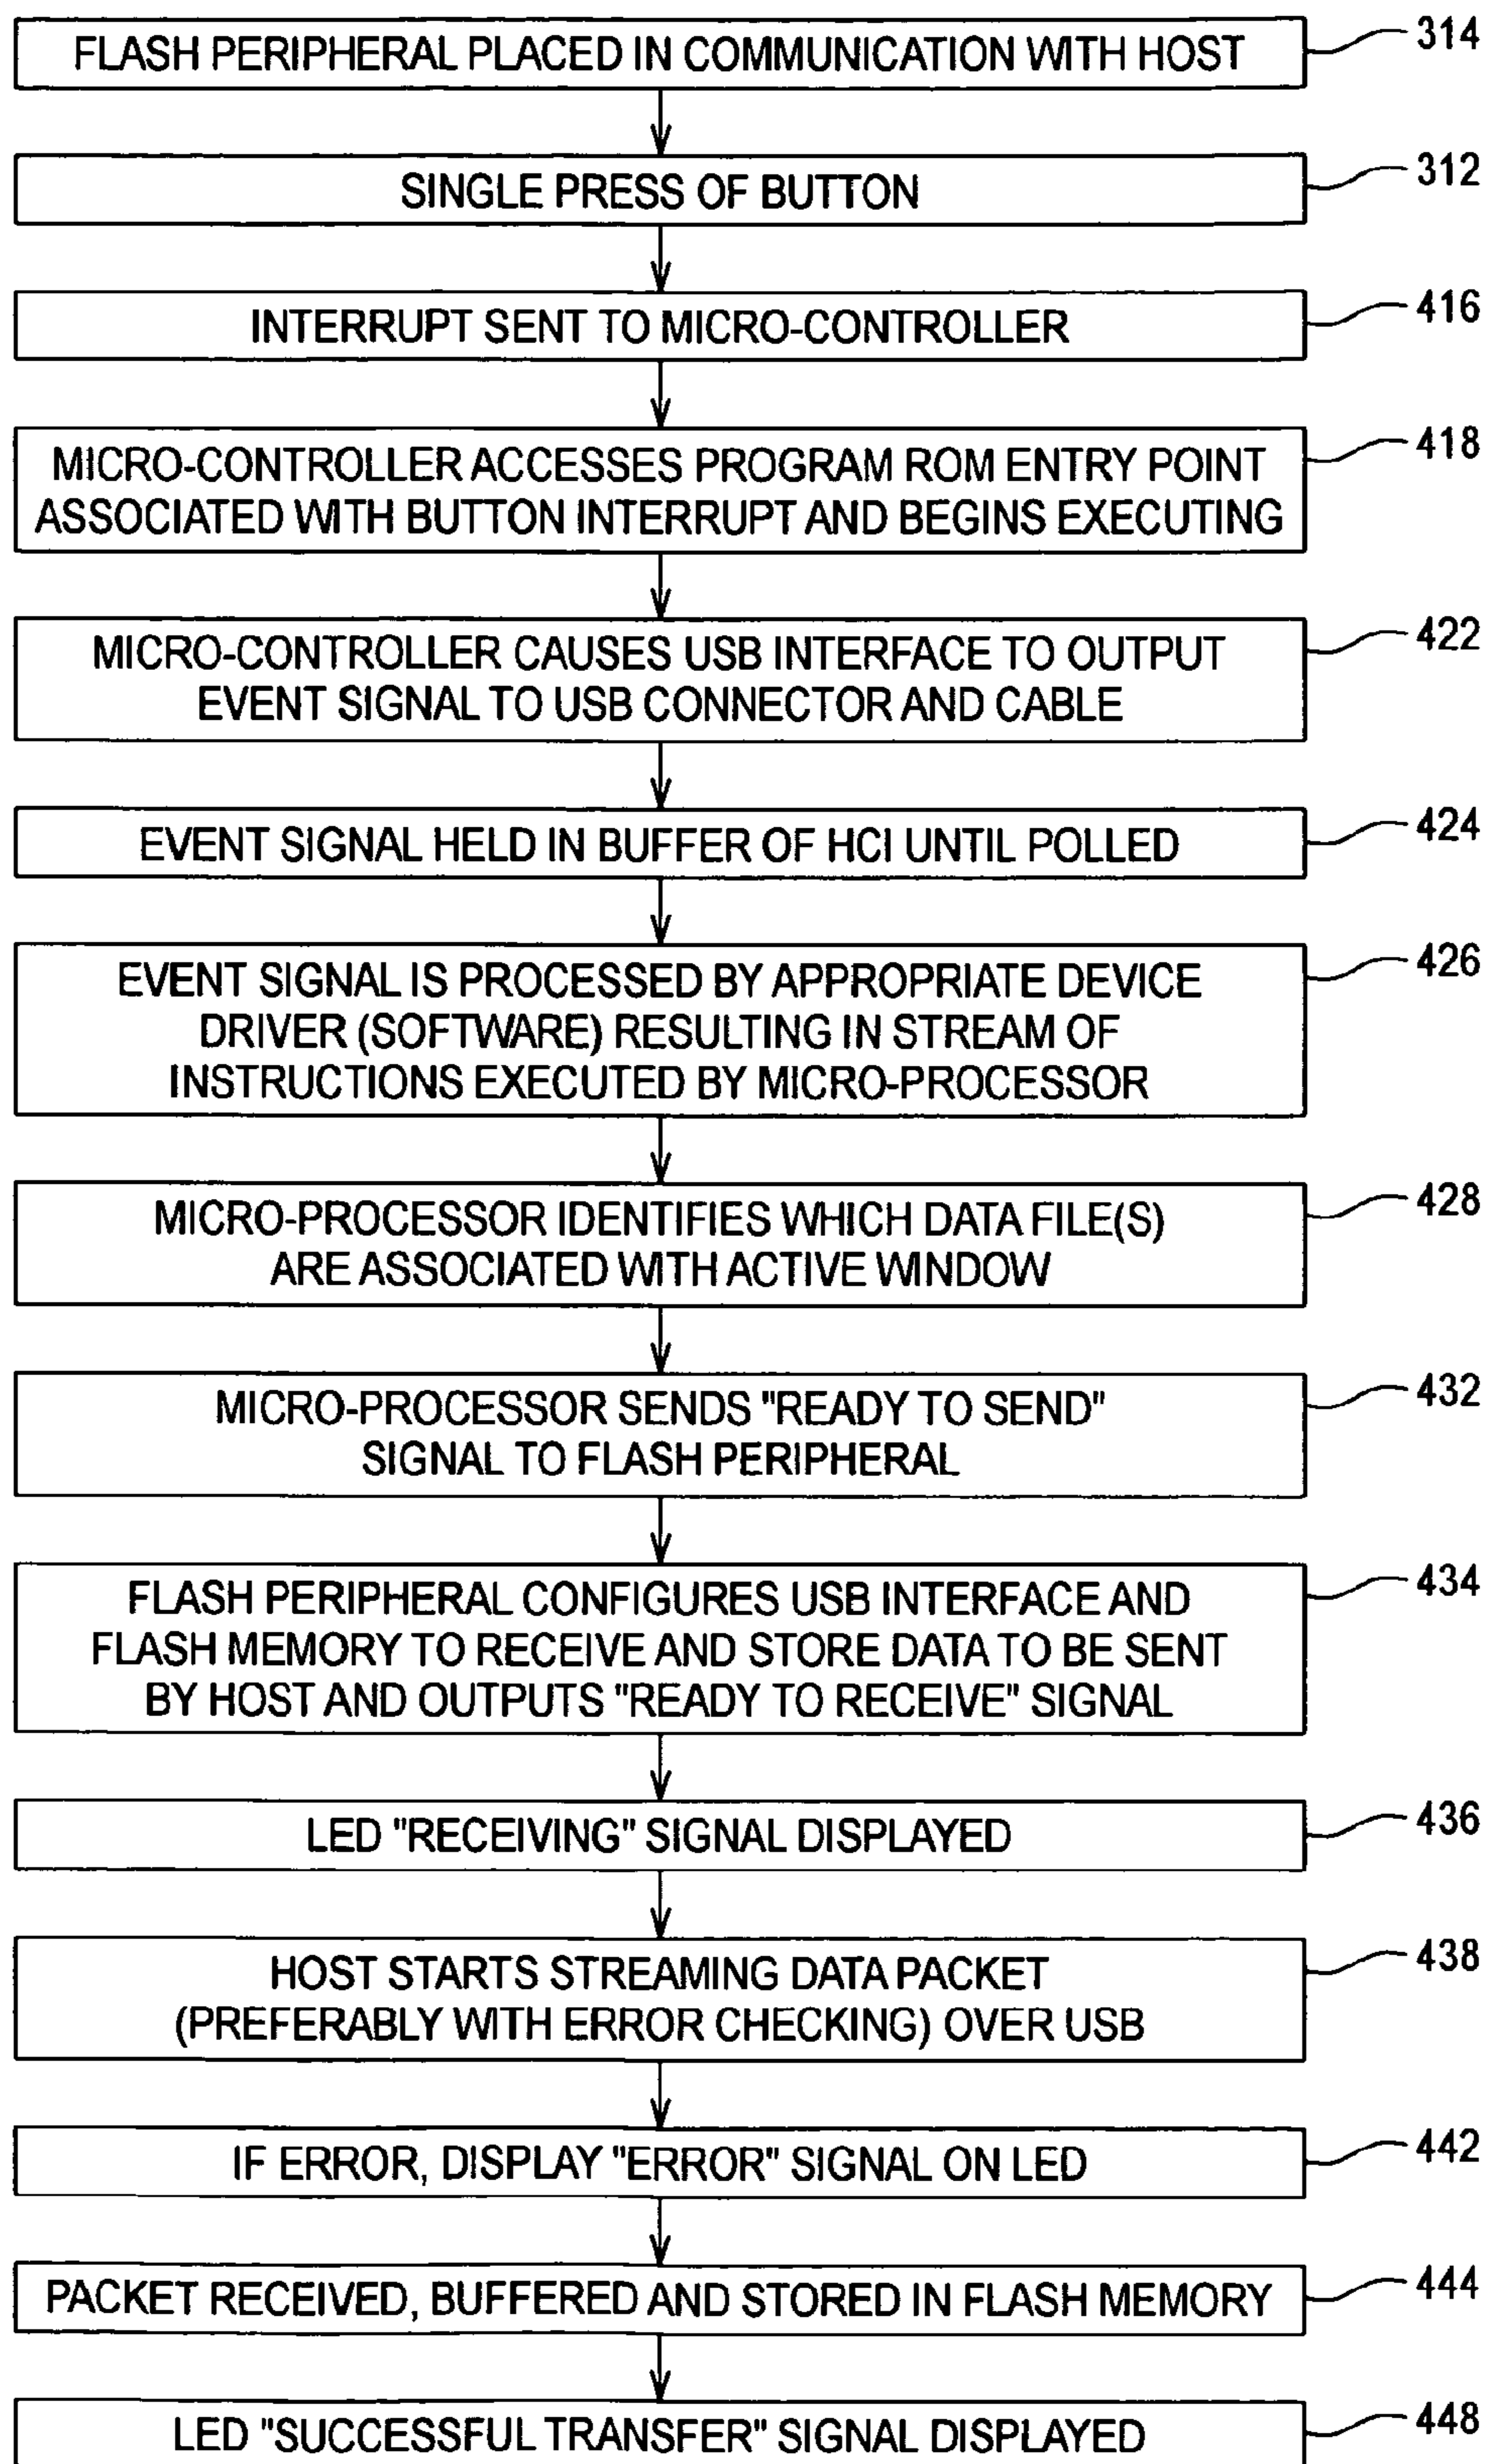 FLASH PERIPHERAL PLACED IN COMMUNICATION WITH HOST
314
SINGLE PRESS OF BUTTON
312
INTERRUPT SENT TO MICRO-CONTROLLER
416
MICRO-CONTROLLER ACCESSES PROGRAM ROM ENTRY POINT
ASSOCIATED WITH BUTTON INTERRUPT AND BEGINS EXECUTING
418
MICRO-CONTROLLER CAUSES USB INTERFACE TO OUTPUT
EVENT SIGNAL TO USB CONNECTOR AND CABLE
422
EVENT SIGNAL HELD IN BUFFER OF HCI UNTIL POLLED
424
EVENT SIGNAL IS PROCESSED BY APPROPRIATE DEVICE
DRIVER (SOFTWARE) RESULTING IN STREAM OF
INSTRUCTIONS EXECUTED BY MICRO-PROCESSOR
426
MICRO-PROCESSOR IDENTIFIES WHICH DATA FILE(S)
ARE ASSOCIATED WITH ACTIVE WINDOW
428
MICRO-PROCESSOR SENDS "READY TO SEND"
SIGNAL TO FLASH PERIPHERAL
432
FLASH PERIPHERAL CONFIGURES USB INTERFACE AND
FLASH MEMORY TO RECEIVE AND STORE DATA TO BE SENT
BY HOST AND OUTPUTS "READY TO RECEIVE" SIGNAL
434
LED "RECEIVING" SIGNAL DISPLAYED
436
HOST STARTS STREAMING DATA PACKET
(PREFERABLY WITH ERROR CHECKING) OVER USB
438
IF ERROR, DISPLAY "ERROR" SIGNAL ON LED
442
PACKET RECEIVED, BUFFERED AND STORED IN FLASH MEMORY
444
LED "SUCCESSFUL TRANSFER" SIGNAL DISPLAYED
448